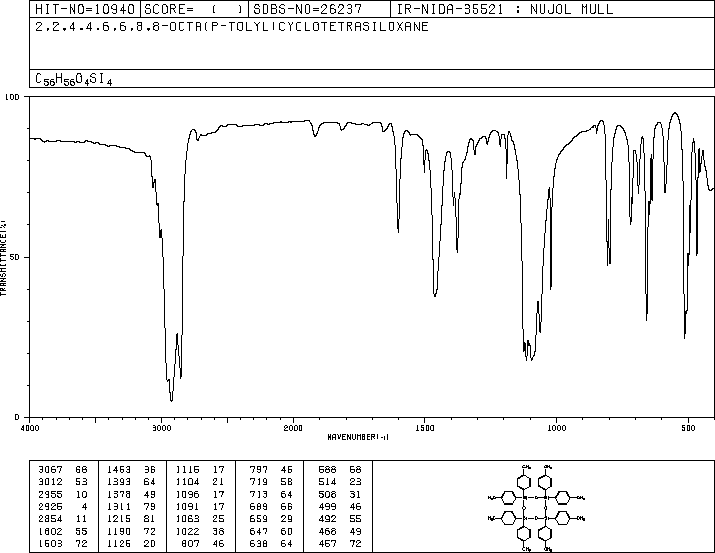 HIT-NO=10940 SCORE= ( ) SDBS-NO=26237 IR-NIDA-35521 : NUJOL MULL
2,2,4,4,6,6,8,8-OCTA(P-TOLYL)CYCLOTETRASILOXANE
C56H56O4SI4
100
50
0
TRANSMITTANCE(%)
4000 3000 2000 1500 1000 500
WAVENUMBER(-1)
3067 68 1463 36 1115 17 797 46 588 68
3012 53 1393 64 1104 21 719 58 514 23
2955 10 1378 49 1096 17 713 64 508 31
2925 4 1311 79 1091 17 689 66 499 46
2854 11 1215 81 1063 25 659 29 492 55
1602 55 1190 72 1022 38 647 60 468 49
1503 72 1125 20 807 46 638 64 457 72